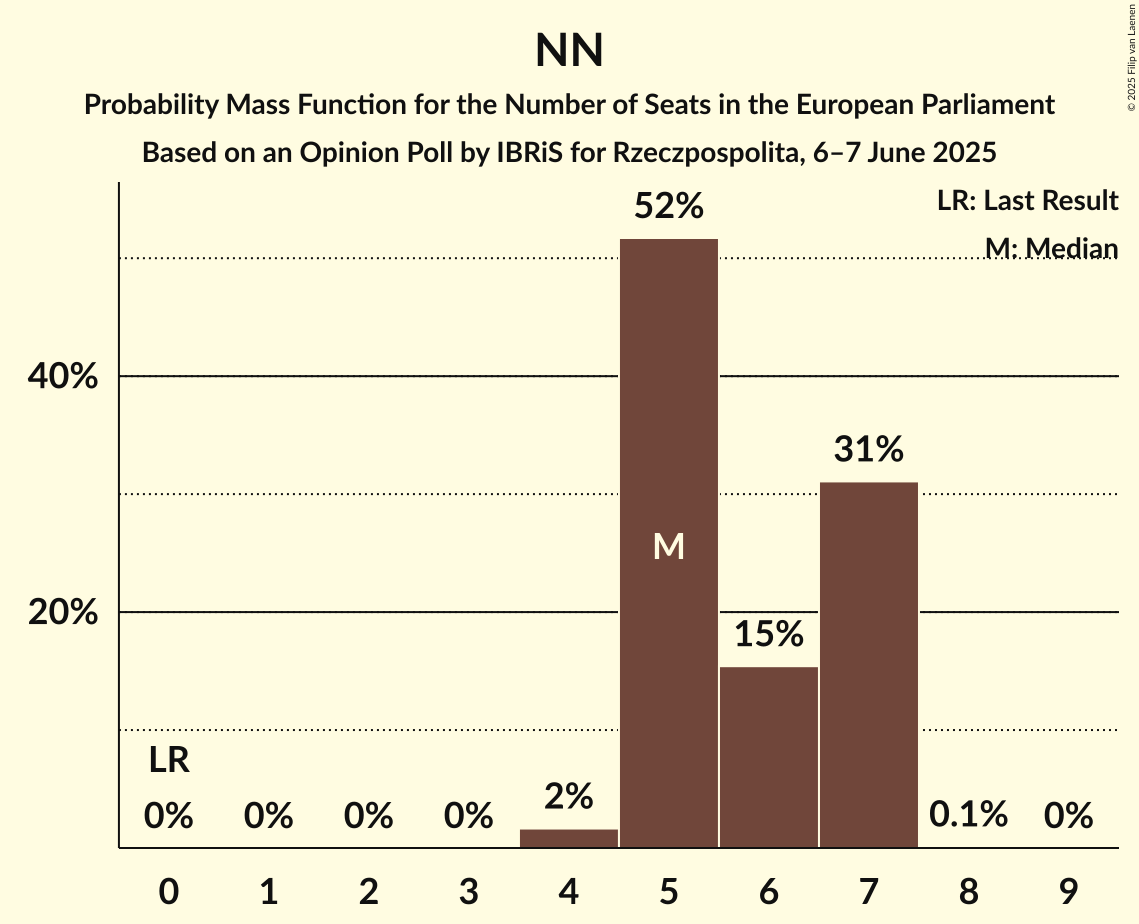 NN
Probability Mass Function for the Number of Seats in the European Parliament
Based on an Opinion Poll by IBRiS for Rzeczpospolita, 6–7 June 2025
© 2025 Filip van Laenen
LR: Last Result
M: Median
52%
40%
31%
M
20%
15%
LR
0%
0%
0%
0%
2%
0.1%
0%
0
1
2
3
4
5
6
7
8
9